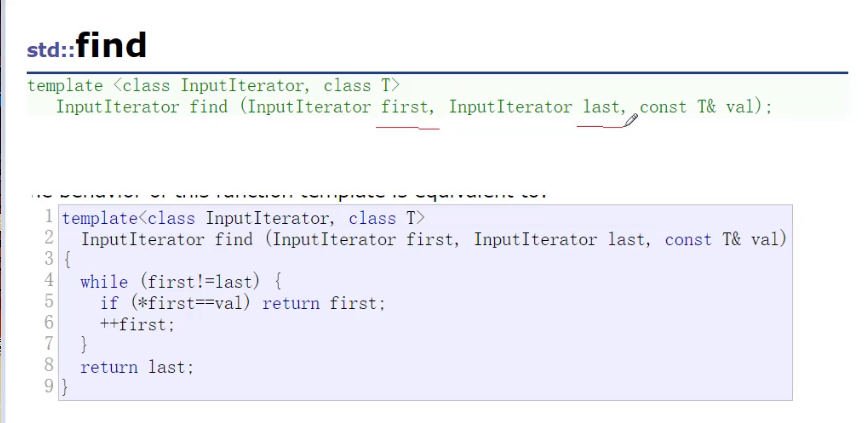 std::find
template <class InputIterator, class T>
InputIterator find (InputIterator first, InputIterator last, const T& val);
behavior of this function template is equivalent to:
1 template<class InputIterator, class T>
2 InputIterator find (InputIterator first, InputIterator last, const T& val)
3 {
4 while (first!=last) {
5 if (*first==val) return first;
6 ++first;
7 }
8 return last;
9 }